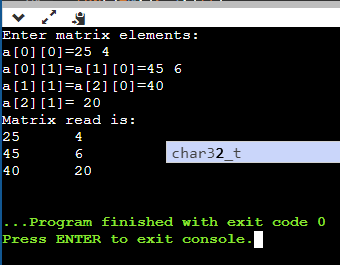 Enter matrix elements:
a[0][0]=25 4
a[0][1]=a[1][0]=45 6
a[1][1]=a[2][0]=40
a[2][1]= 20
Matrix read is:
25 4
45 6
char32_t
40 20
...Program finished with exit code 0
Press ENTER to exit console.